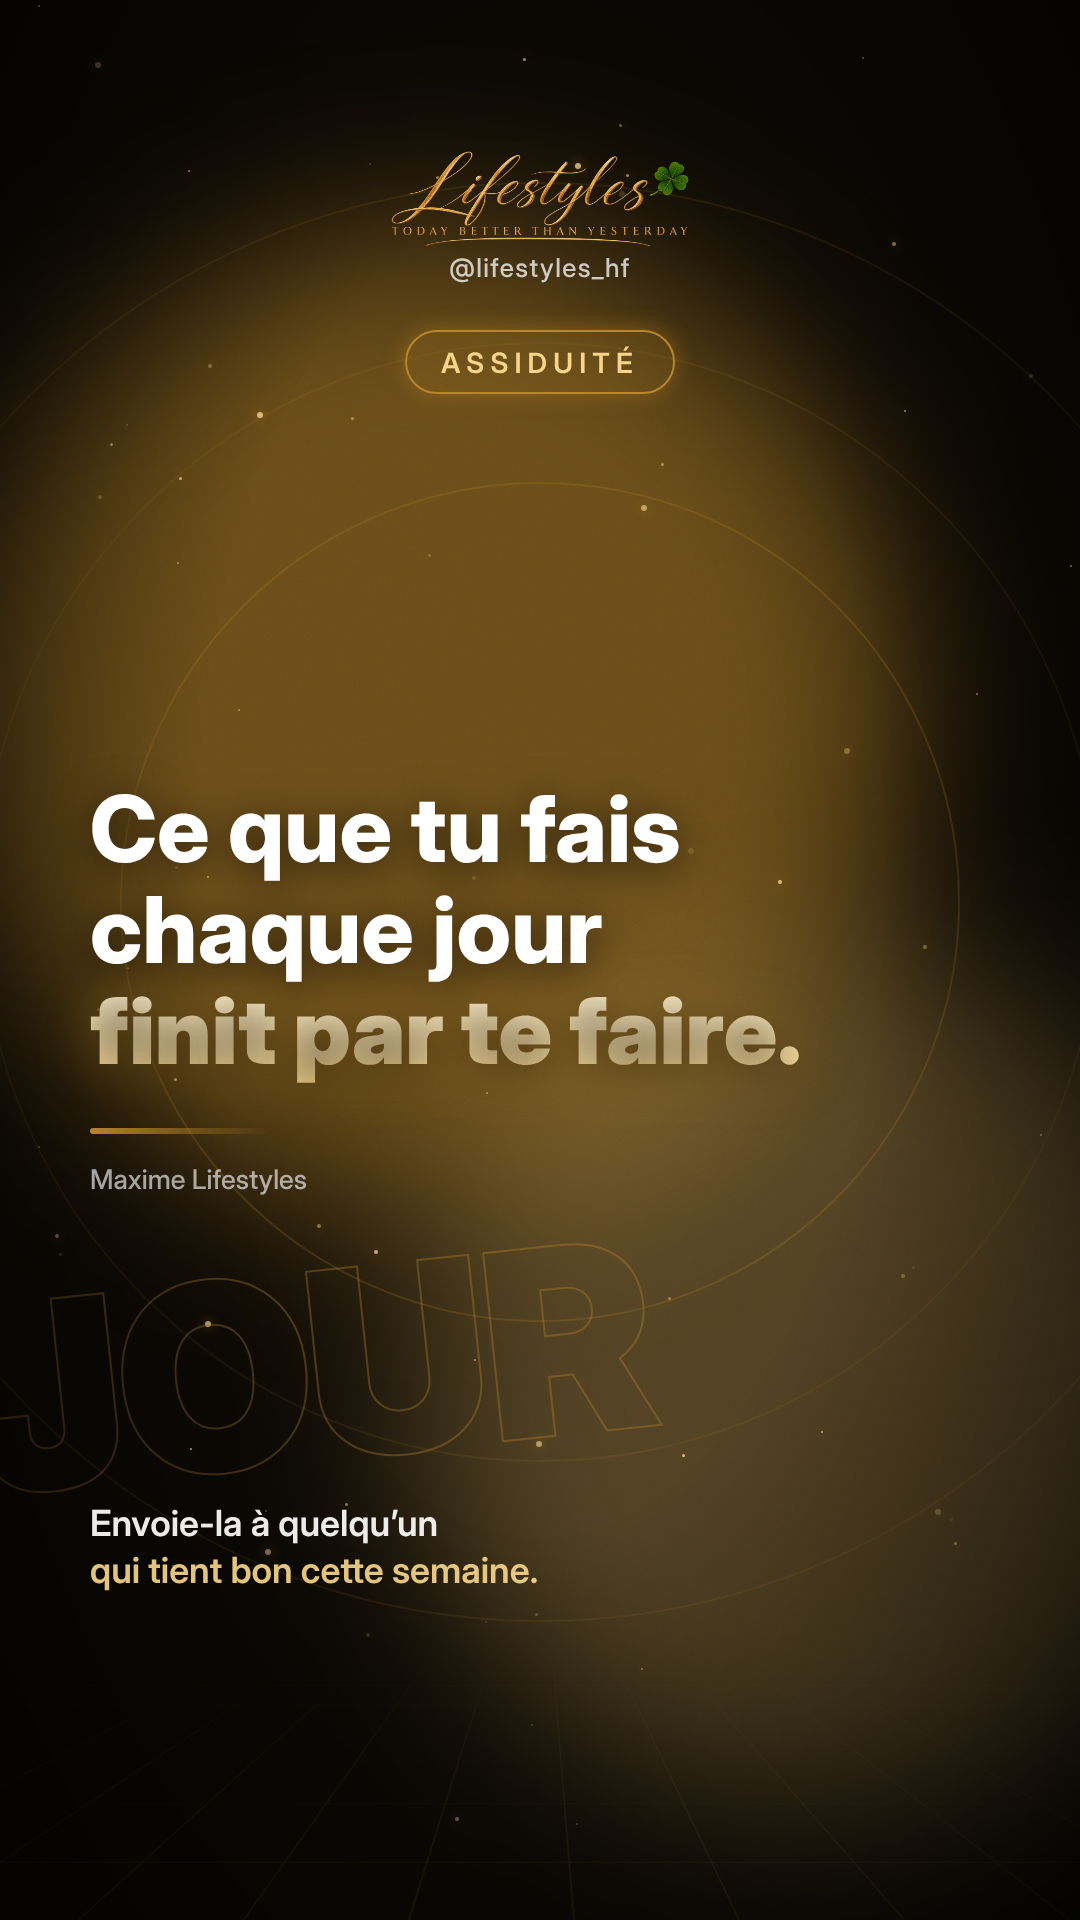 Lifestyles
TODAY BETTER THAN YESTERDAY
@lifestyles_hf
ASSIDUITÉ
Ce que tu fais
chaque jour
finit par te faire.
Maxime Lifestyles
JOUR
Envoie-la à quelqu’un
qui tient bon cette semaine.